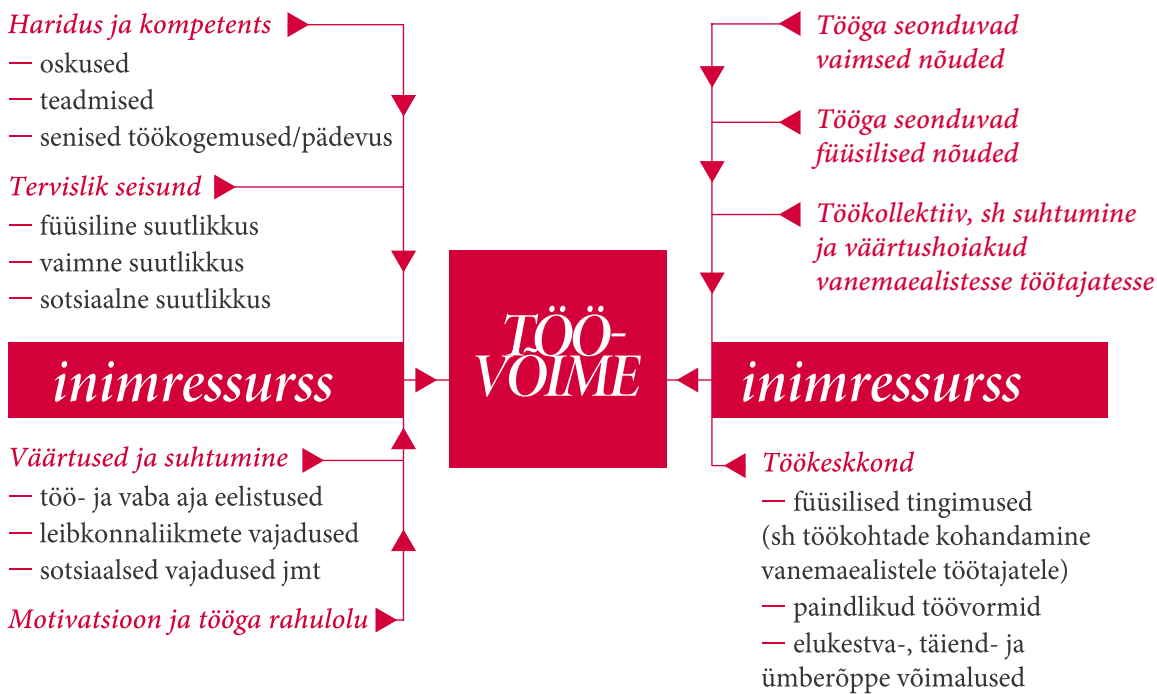 Haridus ja kompetents
— oskused
— teadmised
— senised töökogemused/pädevus
Tervislik seisund
— füüsiline suutlikkus
— vaimne suutlikkus
— sotsiaalne suutlikkus
inimressurss
Väärtused ja suhtumine
— töö- ja vaba aja eelistused
— leibkonnaliikmete vajadused
— sotsiaalsed vajadused jmt
Motivatsioon ja tööga rahulolu
TÖÖ-
VÕIME
Tööga seonduvad
vaimsed nõuded
Tööga seonduvad
füüsilised nõuded
Töökollektiiv, sh suhtumine
ja väärtushoiakud
vanemaealistesse töötajatesse
inimressurss
Töökeskkond
— füüsilised tingimused
(sh töökohtade kohandamine
vanemaealistele töötajatele)
— paindlikud töövormid
— elukestva-, täiend- ja
ümberõppe võimalused